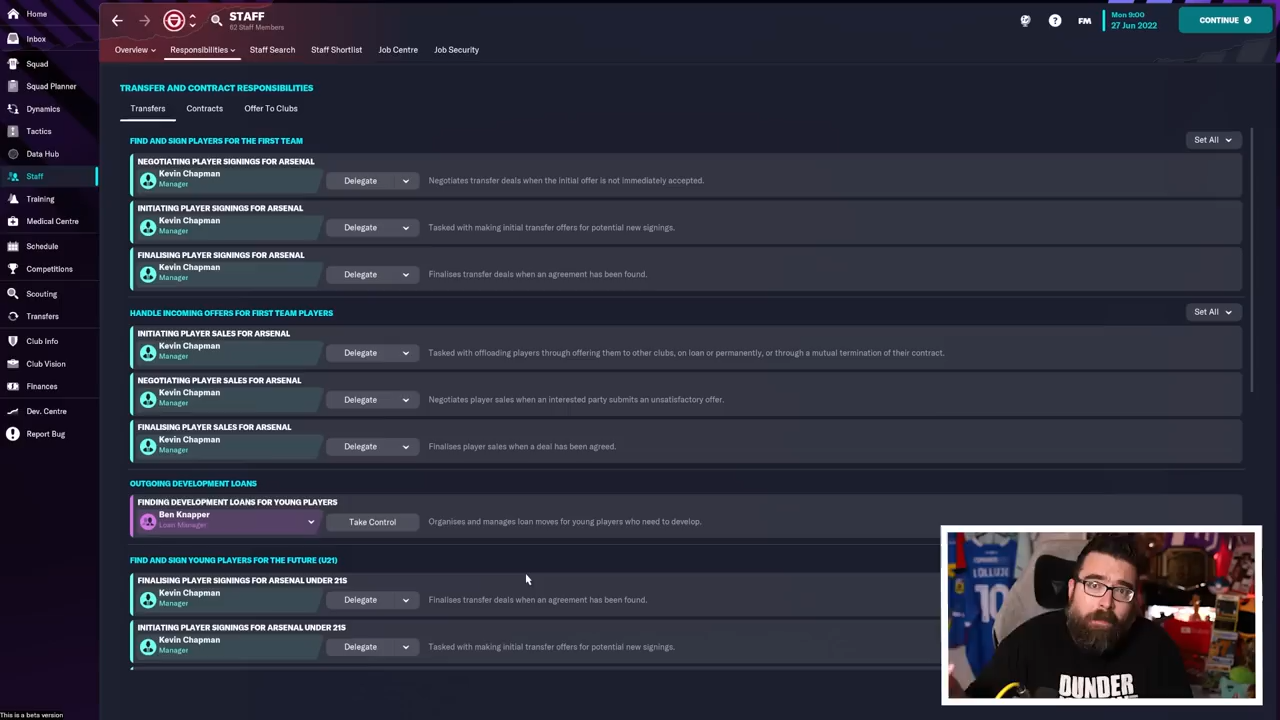 Home
Inbox
Squad
Squad Planner
Dynamics
Tactics
Data Hub
Staff
Training
Medical Centre
Schedule
Competitions
Scouting
Transfers
Club Info
Club Vision
Finances
Dev. Centre
Report Bug
This is a beta version
STAFF
62 Staff Members
FM
Mon 9:00
27 Jun 2022
CONTINUE
Overview
Responsibilities
Staff Search
Staff Shortlist
Job Centre
Job Security
TRANSFER AND CONTRACT RESPONSIBILITIES
Transfers
Contracts
Offer To Clubs
FIND AND SIGN PLAYERS FOR THE FIRST TEAM
Set All
NEGOTIATING PLAYER SIGNINGS FOR ARSENAL
Kevin Chapman
Manager
Delegate
Negotiates transfer deals when the initial offer is not immediately accepted.
INITIATING PLAYER SIGNINGS FOR ARSENAL
Kevin Chapman
Manager
Delegate
Tasked with making initial transfer offers for potential new signings.
FINALISING PLAYER SIGNINGS FOR ARSENAL
Kevin Chapman
Manager
Delegate
Finalises transfer deals when an agreement has been found.
HANDLE INCOMING OFFERS FOR FIRST TEAM PLAYERS
Set All
INITIATING PLAYER SALES FOR ARSENAL
Kevin Chapman
Manager
Delegate
Tasked with offloading players through offering them to other clubs, on loan or permanently, or through a mutual termination of their contract.
NEGOTIATING PLAYER SALES FOR ARSENAL
Kevin Chapman
Manager
Delegate
Negotiates player sales when an interested party submits an unsatisfactory offer.
FINALISING PLAYER SALES FOR ARSENAL
Kevin Chapman
Manager
Delegate
Finalises player sales when a deal has been agreed.
OUTGOING DEVELOPMENT LOANS
FINDING DEVELOPMENT LOANS FOR YOUNG PLAYERS
Ben Knapper
Loan Manager
Take Control
Organises and manages loan moves for young players who need to develop.
FIND AND SIGN YOUNG PLAYERS FOR THE FUTURE (U21)
FINALISING PLAYER SIGNINGS FOR ARSENAL UNDER 21S
Kevin Chapman
Manager
Delegate
Finalises transfer deals when an agreement has been found.
INITIATING PLAYER SIGNINGS FOR ARSENAL UNDER 21S
Kevin Chapman
Manager
Delegate
Tasked with making initial transfer offers for potential new signings.
10
DUNDER